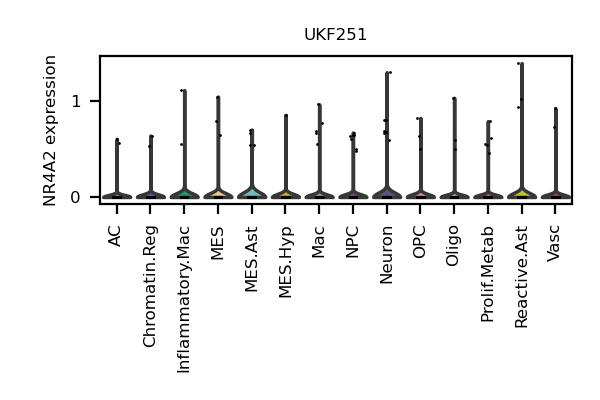 UKF251
NR4A2 expression
1
0
AC
Chromatin.Reg
Inflammatory.Mac
MES
MES.Ast
MES.Hyp
Mac
NPC
Neuron
OPC
Oligo
Prolif.Metab
Reactive.Ast
Vasc